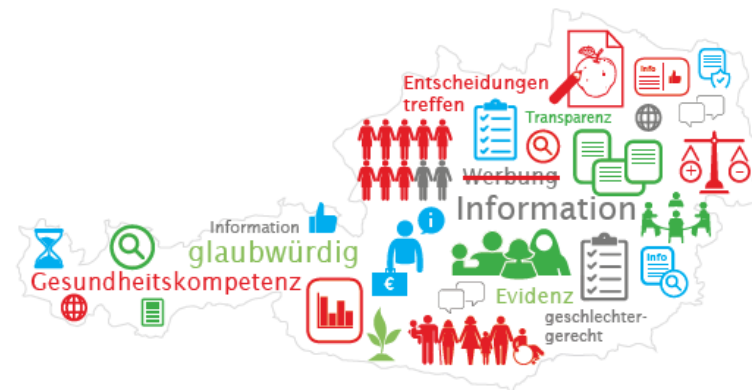 Entscheidungen
treffen
Info
Transparenz
Werbung
Information
Information
glaubwürdig
Gesundheitskompetenz
i
€
Info
Evidenz
geschlechter-
gerecht